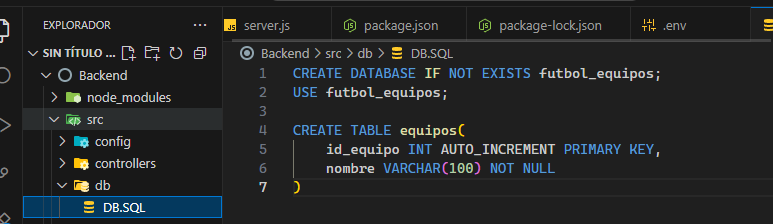 EXPLORADOR
SIN TÍTULO ...
Backend
node_modules
src
config
controllers
db
DB.SQL
server.js
package.json
package-lock.json
.env
Backend > src > db > DB.SQL
1 CREATE DATABASE IF NOT EXISTS futbol_equipos;
2 USE futbol_equipos;
3
4 CREATE TABLE equipos(
5 id_equipo INT AUTO_INCREMENT PRIMARY KEY,
6 nombre VARCHAR(100) NOT NULL
7 )